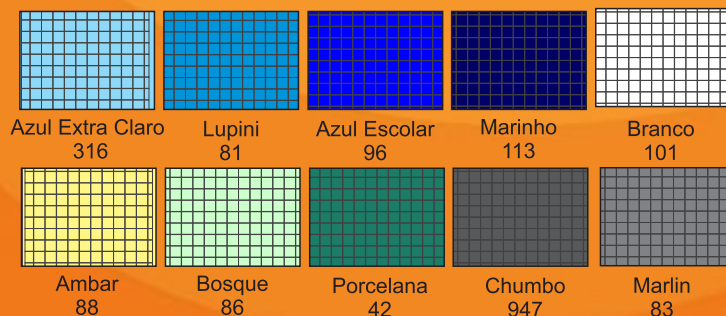 Azul Extra Claro
316
Lupini
81
Azul Escolar
96
Marinho
113
Branco
101
Ambar
88
Bosque
86
Porcelana
42
Chumbo
947
Marlin
83